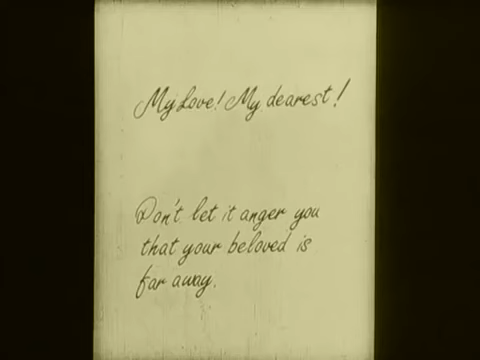 My Love! My dearest!
Don't let it anger you
that your beloved is
far away.